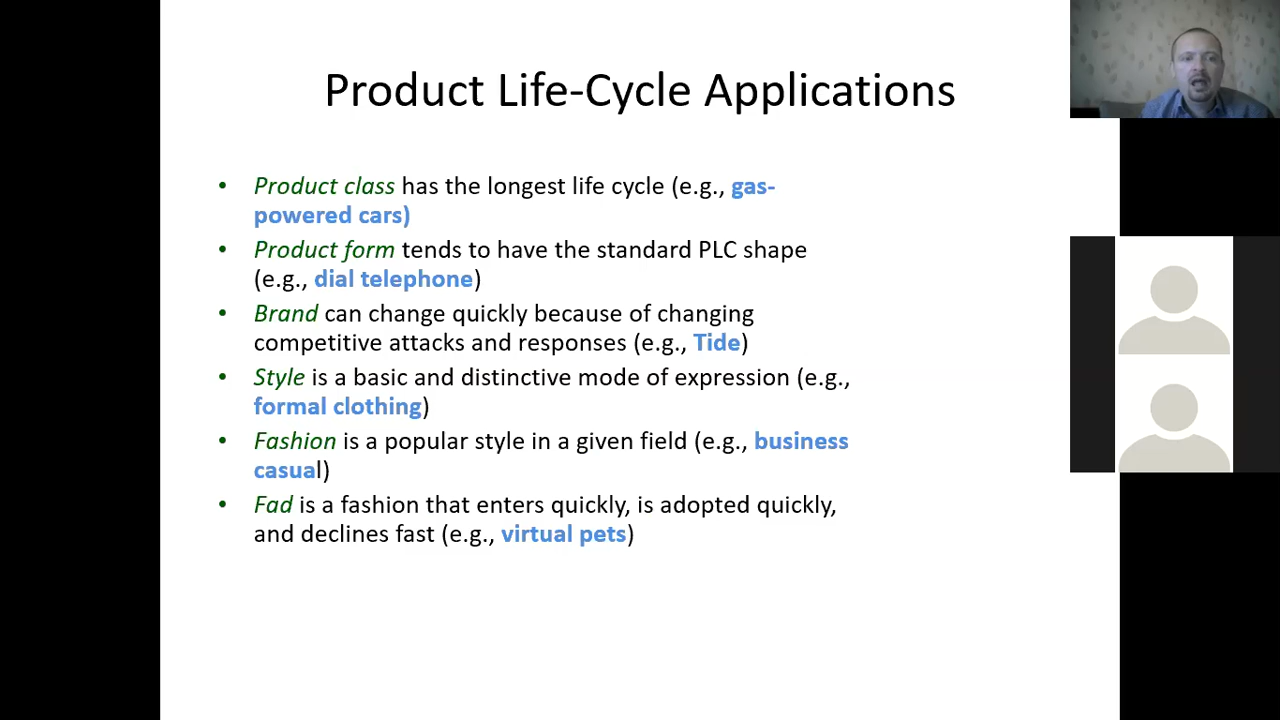 Product Life-Cycle Applications
• Product class has the longest life cycle (e.g., gas-
powered cars)
• Product form tends to have the standard PLC shape
(e.g., dial telephone)
• Brand can change quickly because of changing
competitive attacks and responses (e.g., Tide)
• Style is a basic and distinctive mode of expression (e.g.,
formal clothing)
• Fashion is a popular style in a given field (e.g., business
casual)
• Fad is a fashion that enters quickly, is adopted quickly,
and declines fast (e.g., virtual pets)